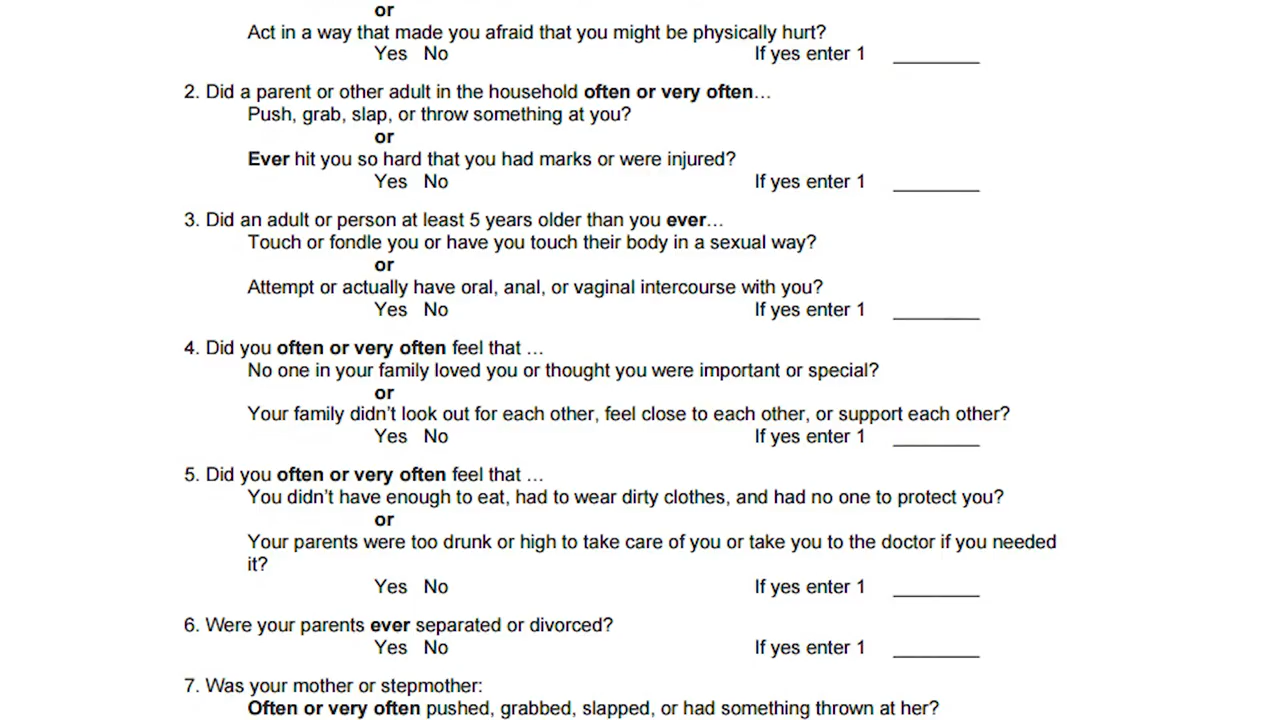 or
Act in a way that made you afraid that you might be physically hurt?
Yes No If yes enter 1 ________
2. Did a parent or other adult in the household often or very often…
Push, grab, slap, or throw something at you?
or
Ever hit you so hard that you had marks or were injured?
Yes No If yes enter 1 ________
3. Did an adult or person at least 5 years older than you ever…
Touch or fondle you or have you touch their body in a sexual way?
or
Attempt or actually have oral, anal, or vaginal intercourse with you?
Yes No If yes enter 1 ________
4. Did you often or very often feel that …
No one in your family loved you or thought you were important or special?
or
Your family didn’t look out for each other, feel close to each other, or support each other?
Yes No If yes enter 1 ________
5. Did you often or very often feel that …
You didn’t have enough to eat, had to wear dirty clothes, and had no one to protect you?
or
Your parents were too drunk or high to take care of you or take you to the doctor if you needed
it?
Yes No If yes enter 1 ________
6. Were your parents ever separated or divorced?
Yes No If yes enter 1 ________
7. Was your mother or stepmother:
Often or very often pushed, grabbed, slapped, or had something thrown at her?